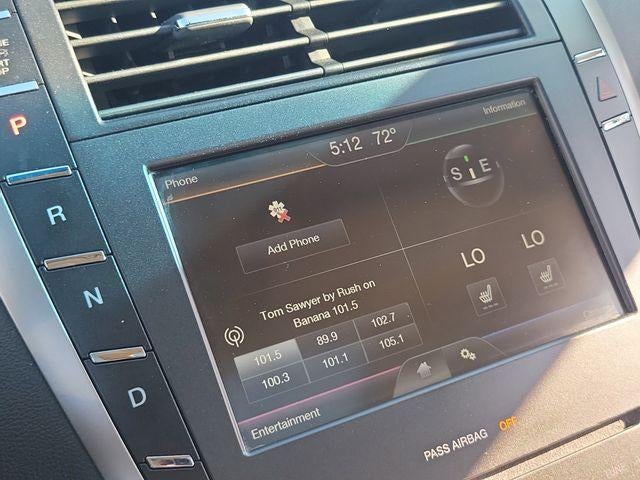 P
R
N
D
5:12 72°
Information
Phone
S E
Add Phone
LO LO
Tom Sawyer by Rush on
Banana 101.5
101.5 89.9 102.7
100.3 101.1 105.1
Entertainment
PASS AIRBAG OFF